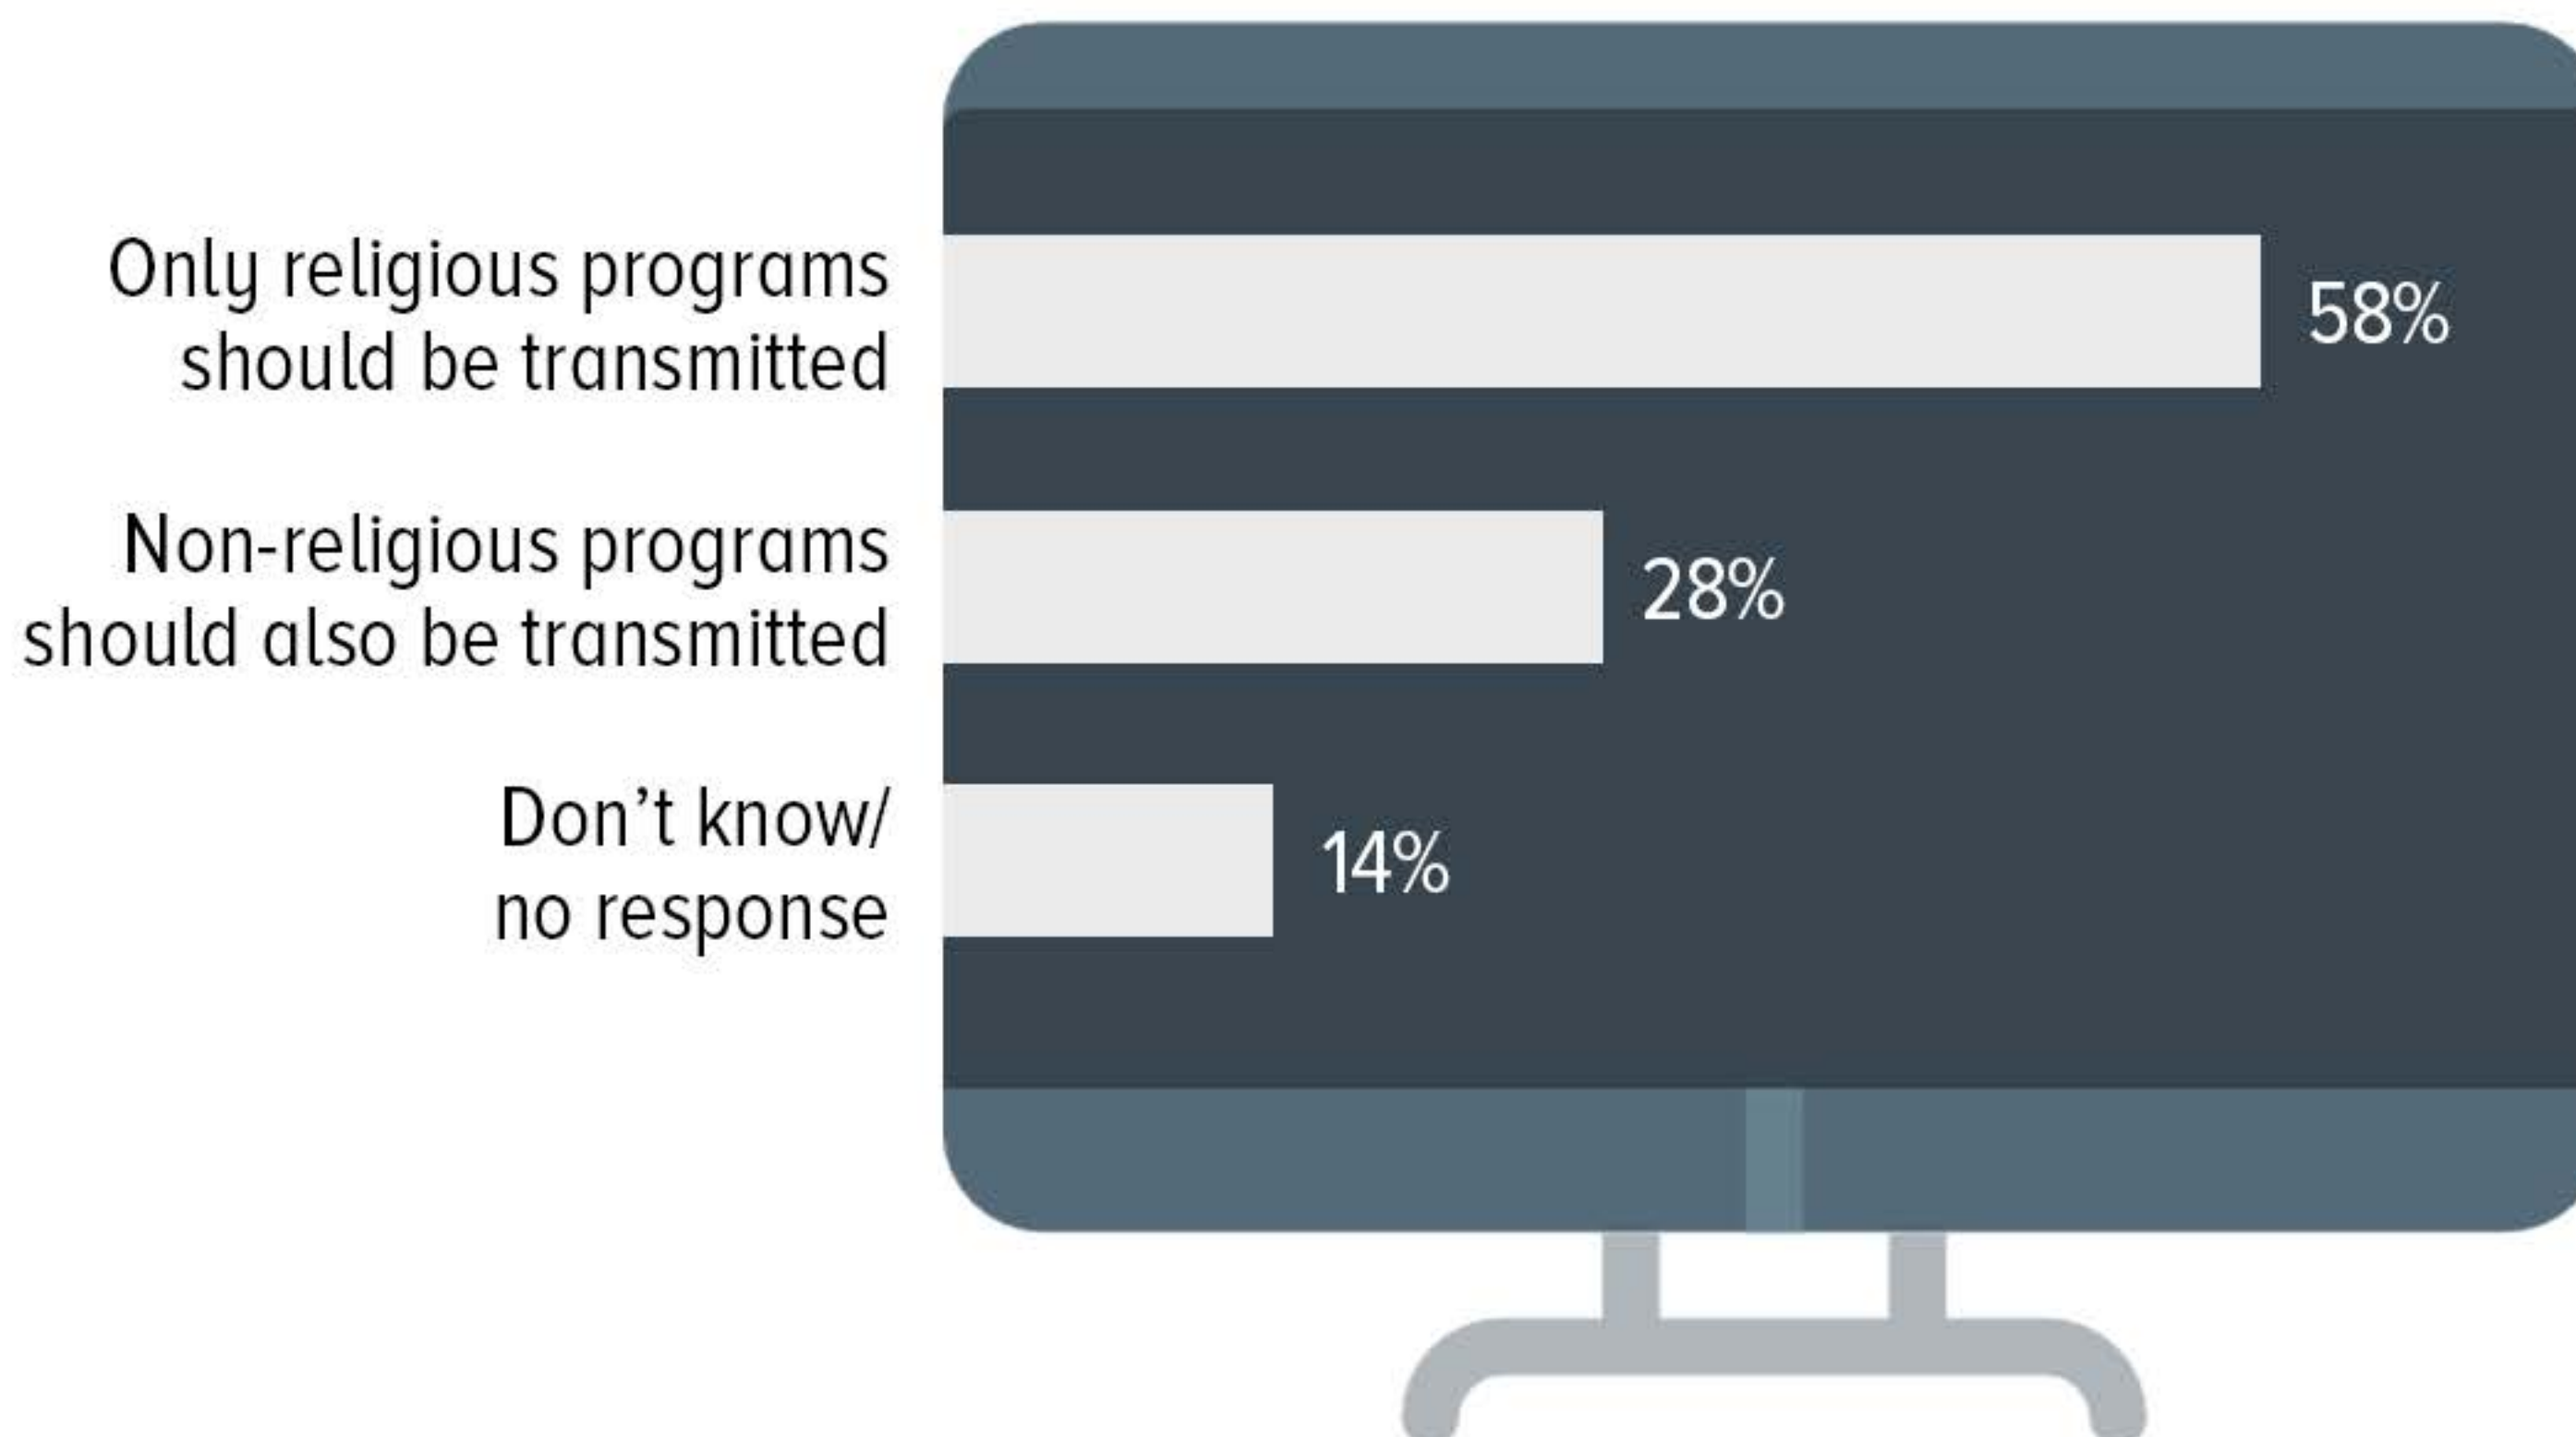 Only religious programs
should be transmitted
58%
Non-religious programs
should also be transmitted
28%
Don’t know/
no response
14%